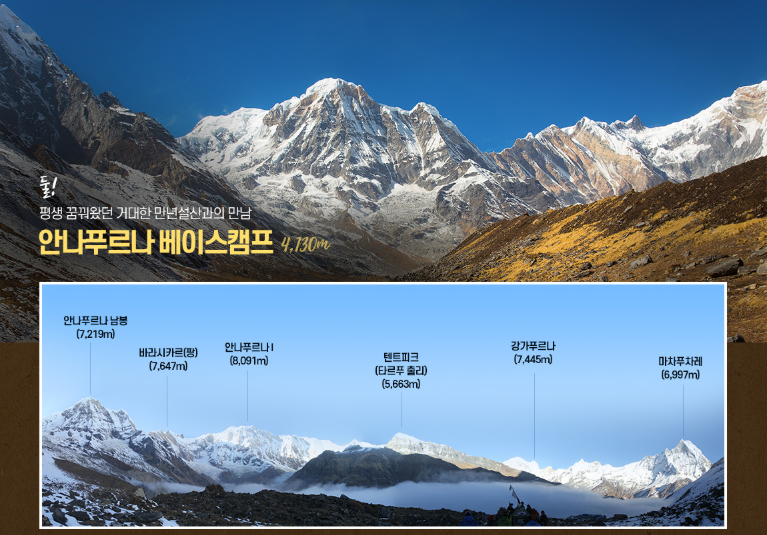 둘!
평생 꿈꿔왔던 거대한 만년설산과의 만남
안나푸르나 베이스캠프 4,130m
안나푸르나 남봉
(7,219m)
바라시카르(팡)
(7,647m)
안나푸르나 I
(8,091m)
텐트피크
(타르푸 출리)
(5,663m)
강가푸르나
(7,445m)
마차푸차레
(6,997m)